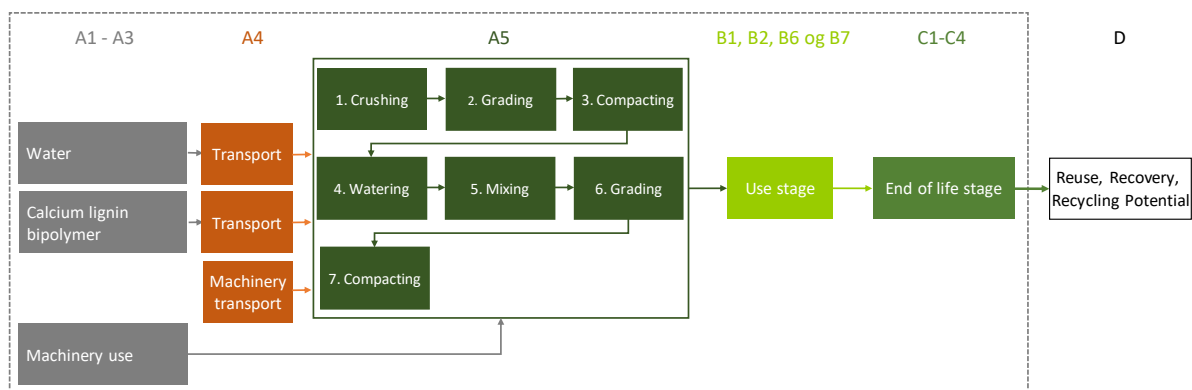 A1 - A3
A4
A5
B1, B2, B6 og B7
C1-C4
D
1. Crushing
2. Grading
3. Compacting
Water
Transport
4. Watering
5. Mixing
6. Grading
Use stage
End of life stage
Reuse, Recovery,
Recycling Potential
Calcium lignin
bipolymer
Transport
Machinery
transport
7. Compacting
Machinery use